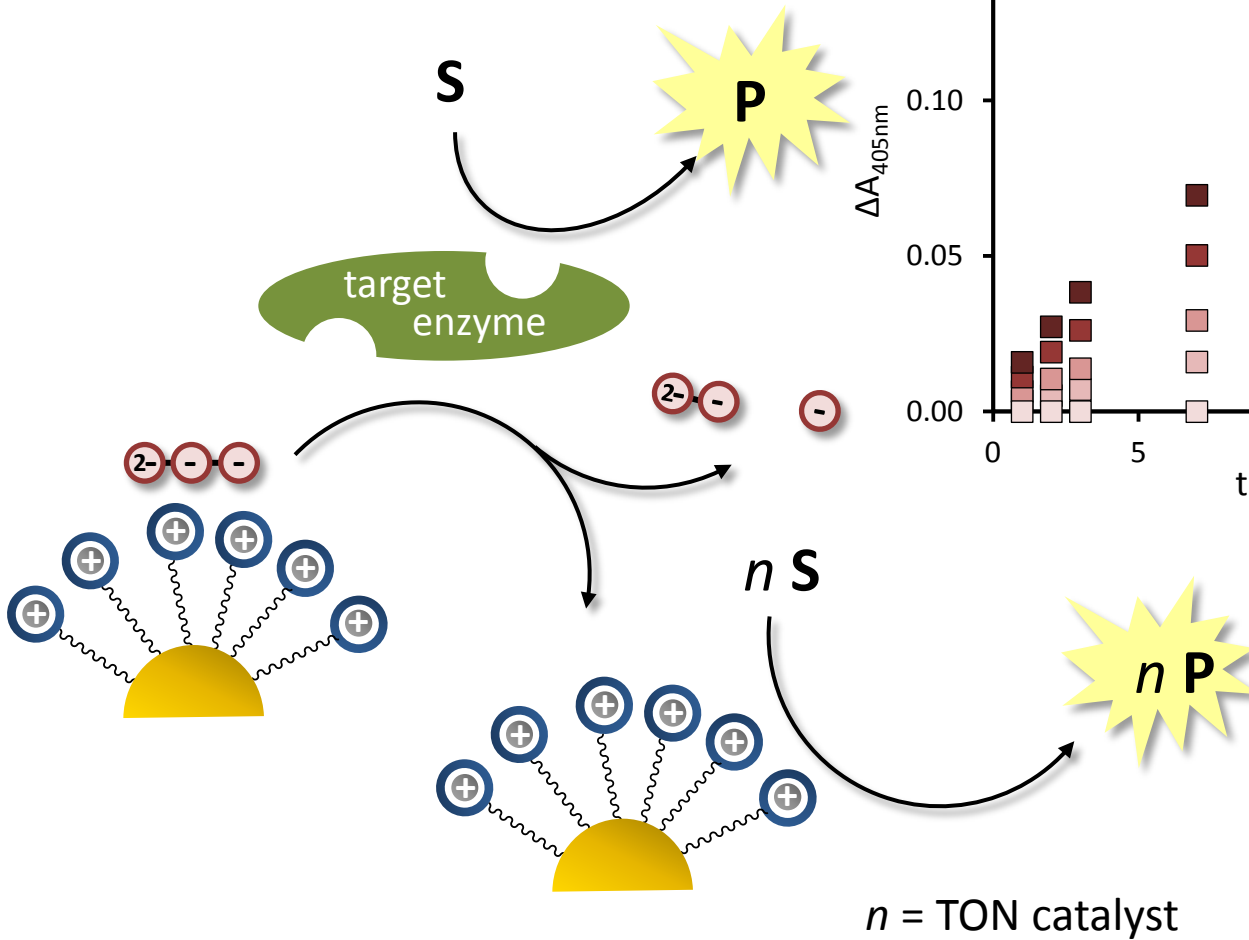 S
P
target
enzyme
2- - -
2- -
-
+ + + + + +
n S
n P
+ + + + + +
n = TON catalyst
ΔA405nm
0.10
0.05
0.00
0 5
t